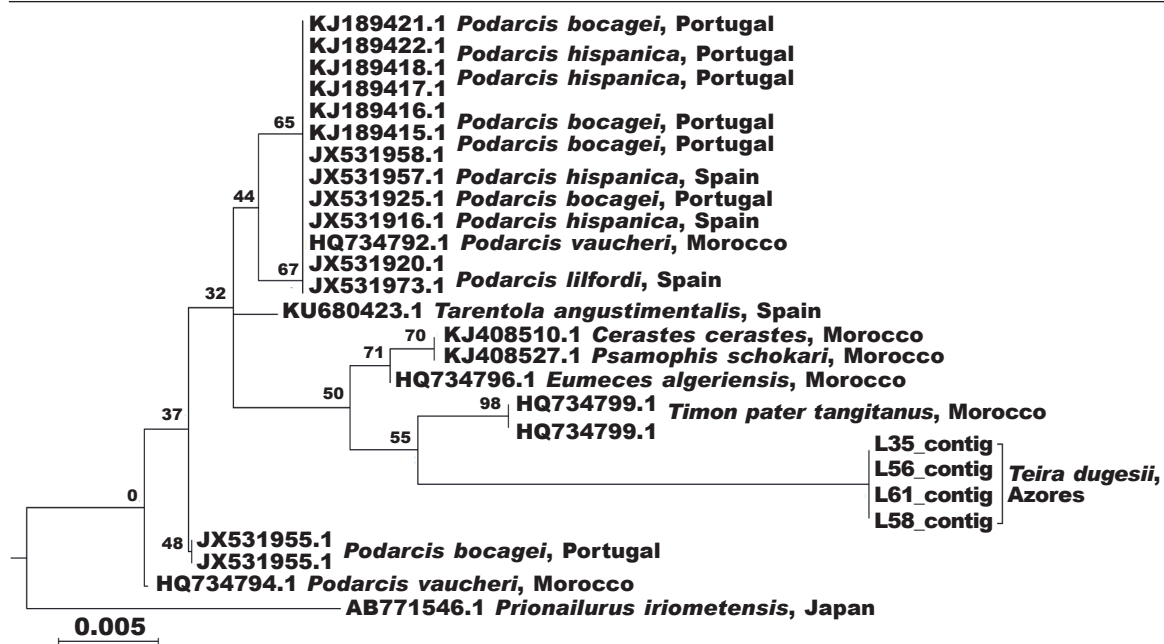 KJ189421.1 Podarcis bocagei, Portugal
KJ189422.1
Podarcis hispanica, Portugal
KJ189418.1
Podarcis hispanica, Portugal
KJ189417.1
KJ189416.1
Podarcis bocagei, Portugal
65
KJ189415.1
Podarcis bocagei, Portugal
JX531958.1
JX531957.1 Podarcis hispanica, Spain
44
JX531925.1 Podarcis bocagei, Portugal
JX531916.1 Podarcis hispanica, Spain
HQ734792.1 Podarcis vaucheri, Morocco
67
JX531920.1
Podarcis lilfordi, Spain
JX531973.1
32
KU680423.1 Tarentola angustimentalis, Spain
70
KJ408510.1 Cerastes cerastes, Morocco
71
KJ408527.1 Psamophis schokari, Morocco
HQ734796.1 Eumeces algeriensis, Morocco
50
98
HQ734799.1
Timon pater tangitanus, Morocco
HQ734799.1
37
55
L35_contig
L56_contig
Teira dugesii,
L61_contig
Azores
L58_contig
0
48
JX531955.1
Podarcis bocagei, Portugal
JX531955.1
HQ734794.1 Podarcis vaucheri, Morocco
AB771546.1 Prionailurus iriometensis, Japan
0.005